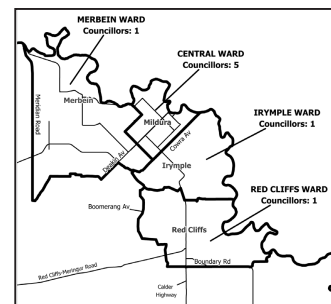 MERBEIN WARD
Councillors: 1
CENTRAL WARD
Councillors: 5
Meridian Road
Merbein
Mildura
IRYMPLE WARD
Councillors: 1
Deakin Av
Cowra Av
Irymple
RED CLIFFS WARD
Councillors: 1
Boomerang Av
Red Cliffs
Red Cliffs-Meringur Road
Boundary Rd
Calder
Highway